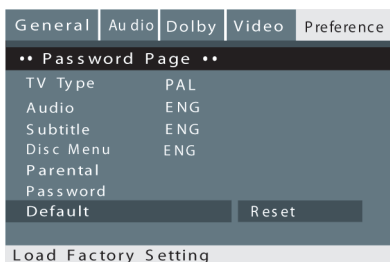 General Audio Dolby Video Preference
•• Password Page ••
TV Type PAL
Audio ENG
Subtitle ENG
Disc Menu ENG
Parental
Password
Default Reset
Load Factory Setting